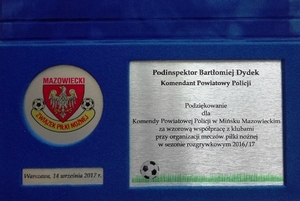 MAZOWIECKI
ZWIĄZEK PIŁKI NOŻNEJ
Warszawa, 14 września 2017 r.
Podinspektor Bartłomiej Dydek
Komendant Powiatowy Policji
Podziękowanie
dla
Komendy Powiatowej Policji w Mińsku Mazowieckim
za wzorową współpracę z klubami
przy organizacji meczów piłki nożnej
w sezonie rozgrywkowym 2016/17